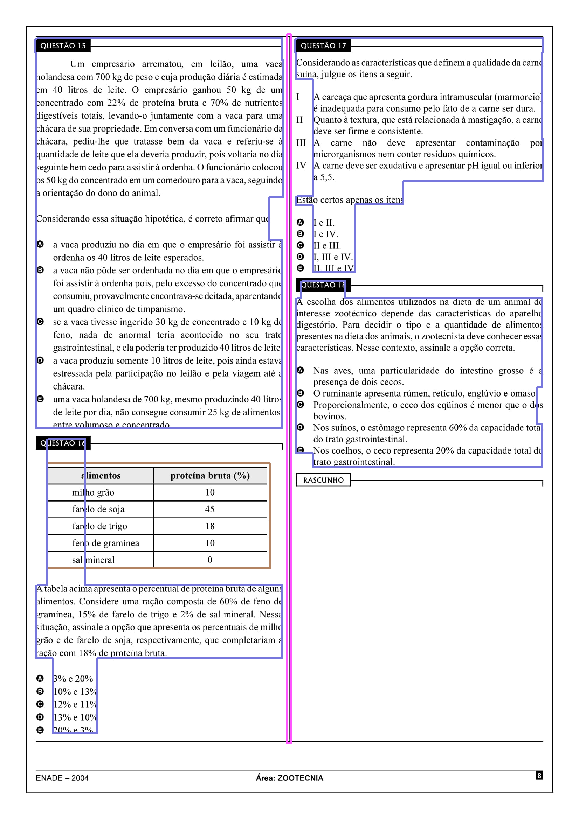 QUESTÃO 15
Um empresário arrematou, em leilão, uma vaca
holandesa com 700 kg de peso e cuja produção diária é estimada
em 40 litros de leite. O empresário ganhou 50 kg de um
concentrado com 22% de proteína bruta e 70% de nutrientes
digestíveis totais, levando-o juntamente com a vaca para uma
chácara de sua propriedade. Em conversa com um funcionário da
chácara, pediu-lhe que tratasse bem da vaca e referiu-se à
quantidade de leite que ela deveria produzir, pois voltaria no dia
seguinte bem cedo para assistir à ordenha. O funcionário colocou
os 50 kg do concentrado em um comedouro para a vaca, seguindo
a orientação do dono do animal.
Considerando essa situação hipotética, é correto afirmar que
A a vaca produziu no dia em que o empresário foi assistir à
ordenha os 40 litros de leite esperados.
B a vaca não pôde ser ordenhada no dia em que o empresário
foi assistir à ordenha pois, pelo excesso do concentrado que
consumiu, provavelmente encontrava-se deitada, aparentando
um quadro clínico de timpanismo.
C se a vaca tivesse ingerido 30 kg de concentrado e 10 kg de
feno, nada de anormal teria acontecido no seu trato
gastrintestinal, e ela poderia ter produzido 40 litros de leite.
D a vaca produziu somente 10 litros de leite, pois ainda estava
estressada pela participação no leilão e pela viagem até a
chácara.
E uma vaca holandesa de 700 kg, mesmo produzindo 40 litros
de leite por dia, não consegue consumir 25 kg de alimentos
entre volumoso e concentrado.
QUESTÃO 16
alimentos proteína bruta (%)
milho grão 10
farelo de soja 45
farelo de trigo 18
feno de gramínea 10
sal mineral 0
A tabela acima apresenta o percentual de proteína bruta de alguns
alimentos. Considere uma ração composta de 60% de feno de
gramínea, 15% de farelo de trigo e 2% de sal mineral. Nessa
situação, assinale a opção que apresenta os percentuais de milho
grão e de farelo de soja, respectivamente, que completariam a
ração com 18% de proteína bruta.
A 3% e 20%
B 10% e 13%
C 12% e 11%
D 13% e 10%
E 20% e 3%
QUESTÃO 17
Considerando as características que definem a qualidade da carne
suína, julgue os itens a seguir.
I A carcaça que apresenta gordura intramuscular (marmoreio)
é inadequada para consumo pelo fato de a carne ser dura.
II Quanto à textura, que está relacionada à mastigação, a carne
deve ser firme e consistente.
III A carne não deve apresentar contaminação por
microrganismos nem conter resíduos químicos.
IV A carne deve ser exudativa e apresentar pH igual ou inferior
a 5,5.
Estão certos apenas os itens
A I e II.
B I e IV.
C II e III.
D I, III e IV.
E II, III e IV.
QUESTÃO 18
A escolha dos alimentos utilizados na dieta de um animal de
interesse zootécnico depende das características do aparelho
digestório. Para decidir o tipo e a quantidade de alimentos
presentes na dieta dos animais, o zootecnista deve conhecer essas
características. Nesse contexto, assinale a opção correta.
A Nas aves, uma particularidade do intestino grosso é a
presença de dois cecos.
B O ruminante apresenta rúmen, retículo, englúvio e omaso.
C Proporcionalmente, o ceco dos eqüinos é menor que o dos
bovinos.
D Nos suínos, o estômago representa 60% da capacidade total
do trato gastrointestinal.
E Nos coelhos, o ceco representa 20% da capacidade total do
trato gastrointestinal.
RASCUNHO
ENADE – 2004 Área: ZOOTECNIA 8